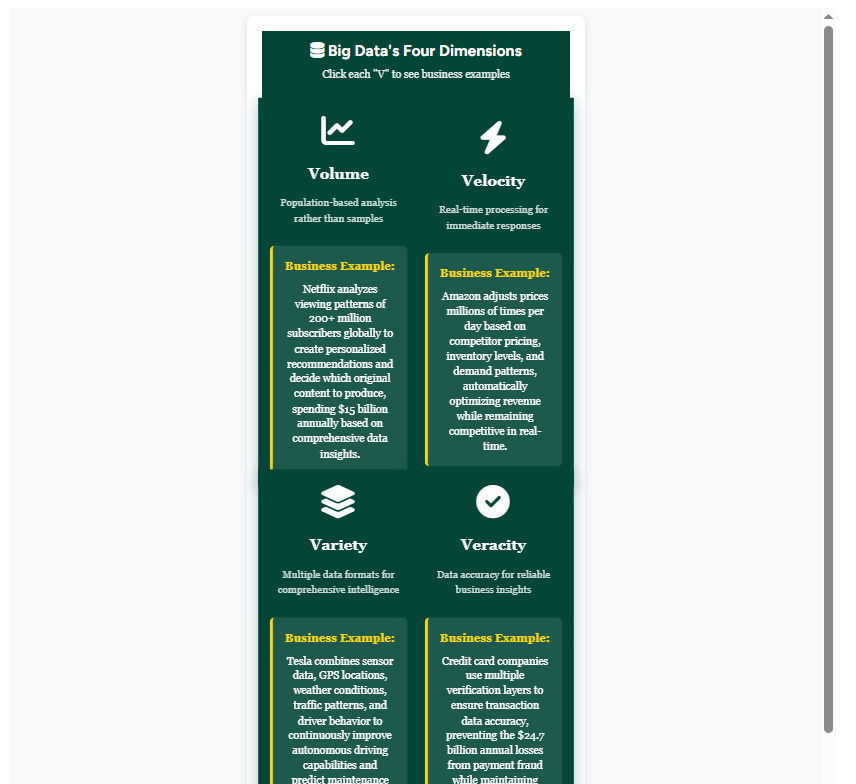 Big Data's Four Dimensions
Click each "V" to see business examples
Volume
Population-based analysis
rather than samples
Business Example:
Netflix analyzes
viewing patterns of
200+ million
subscribers globally to
create personalized
recommendations and
decide which original
content to produce,
spending $15 billion
annually based on
comprehensive data
insights.
Velocity
Real-time processing for
immediate responses
Business Example:
Amazon adjusts prices
millions of times per
day based on
competitor pricing,
inventory levels, and
demand patterns,
automatically
optimizing revenue
while remaining
competitive in real-
time.
Variety
Multiple data formats for
comprehensive intelligence
Business Example:
Tesla combines sensor
data, GPS locations,
weather conditions,
traffic patterns, and
driver behavior to
continuously improve
autonomous driving
capabilities and
predict maintenance
Veracity
Data accuracy for reliable
business insights
Business Example:
Credit card companies
use multiple
verification layers to
ensure transaction
data accuracy,
preventing the $24.7
billion annual losses
from payment fraud
while maintaining